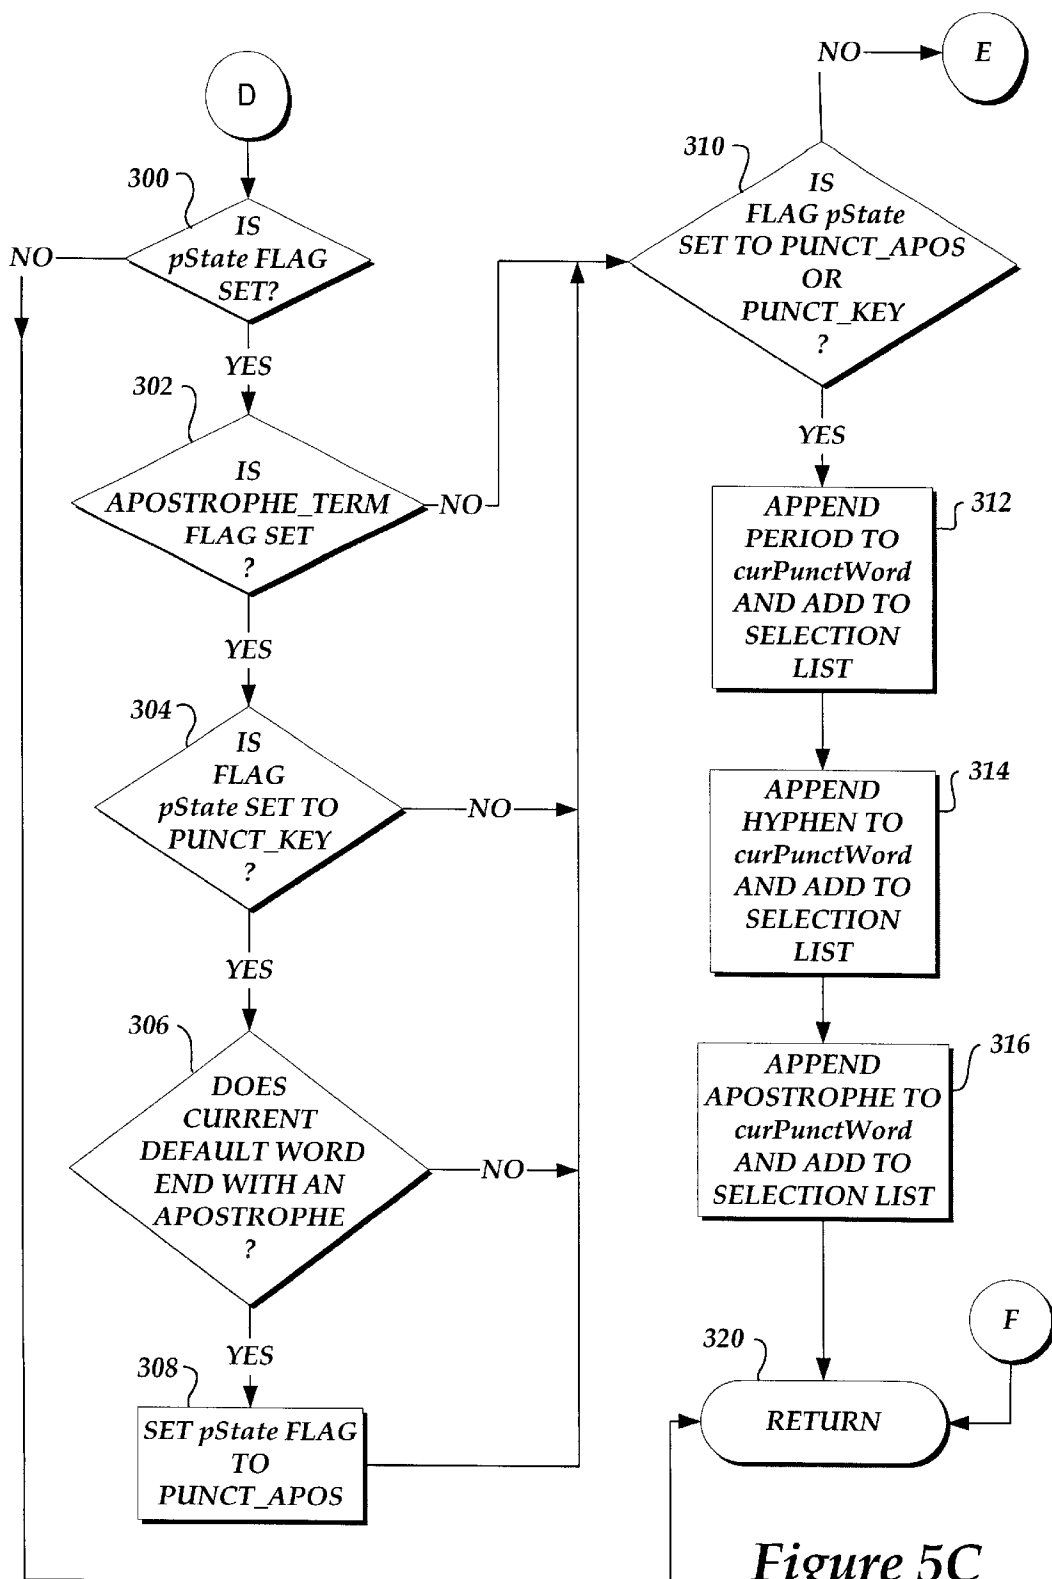 D
300
IS
pState FLAG
SET?
NO
YES
302
IS
APOSTROPHE_TERM
FLAG SET
?
NO
YES
304
IS
FLAG
pState SET TO
PUNCT_KEY
?
NO
YES
306
DOES
CURRENT
DEFAULT WORD
END WITH AN
APOSTROPHE
?
NO
YES
308
SET pState FLAG
TO
PUNCT_APOS
NO
E
310
IS
FLAG pState
SET TO PUNCT_APOS
OR
PUNCT_KEY
?
YES
312
APPEND
PERIOD TO
curPunctWord
AND ADD TO
SELECTION
LIST
314
APPEND
HYPHEN TO
curPunctWord
AND ADD TO
SELECTION
LIST
316
APPEND
APOSTROPHE TO
curPunctWord
AND ADD TO
SELECTION LIST
F
320
RETURN
Figure 5C